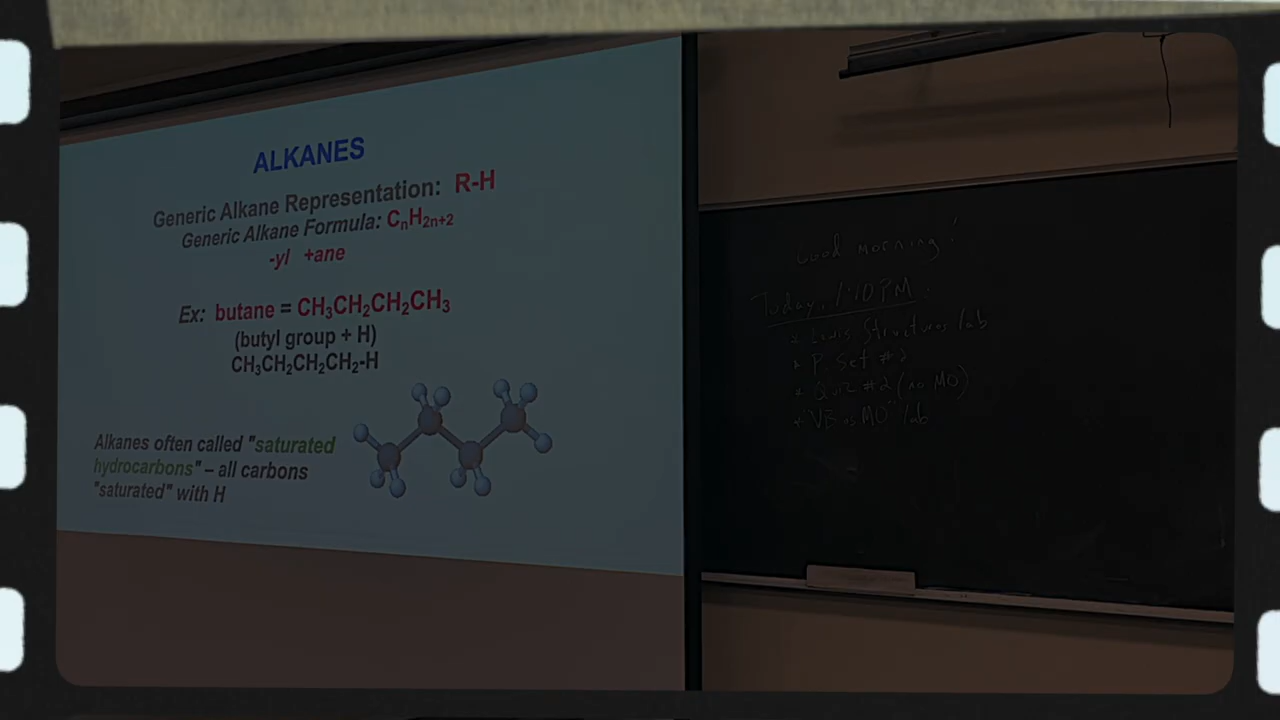 ALKANES
Generic Alkane Representation: R-H
Generic Alkane Formula: CnH2n+2
-yl +ane
Ex: butane = CH3CH2CH2CH3
(butyl group + H)
CH3CH2CH2CH2-H
Alkanes often called "saturated
hydrocarbons" – all carbons
"saturated" with H
Good morning!
Today, 1:10 PM:
* Lewis Structures lab
* P. Set #2
* Quiz #2 (no MO)
* "VB vs MO" lab